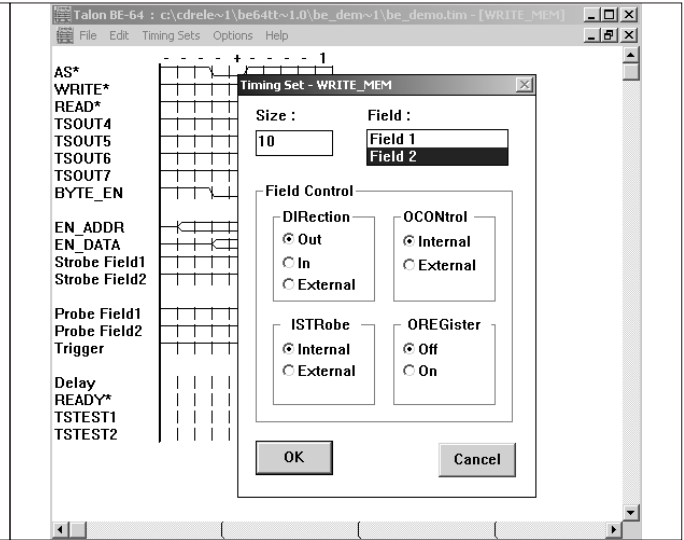 Talon BE-64 : c:\cdrele~1\be64tt~1.0\be_dem~1\be_demo.tim - [WRITE_MEM]
File Edit Timing Sets Options Help
- - - - + - - - - 1
AS*
WRITE*
READ*
TSOUT4
TSOUT5
TSOUT6
TSOUT7
BYTE_EN
EN_ADDR
EN_DATA
Strobe Field1
Strobe Field2
Probe Field1
Probe Field2
Trigger
Delay
READY*
TSTEST1
TSTEST2
Timing Set - WRITE_MEM
Size : Field :
10 Field 1
Field 2
Field Control
DIRection OCONtrol
Out Internal
In External
External
ISTRobe OREGister
Internal Off
External On
OK Cancel